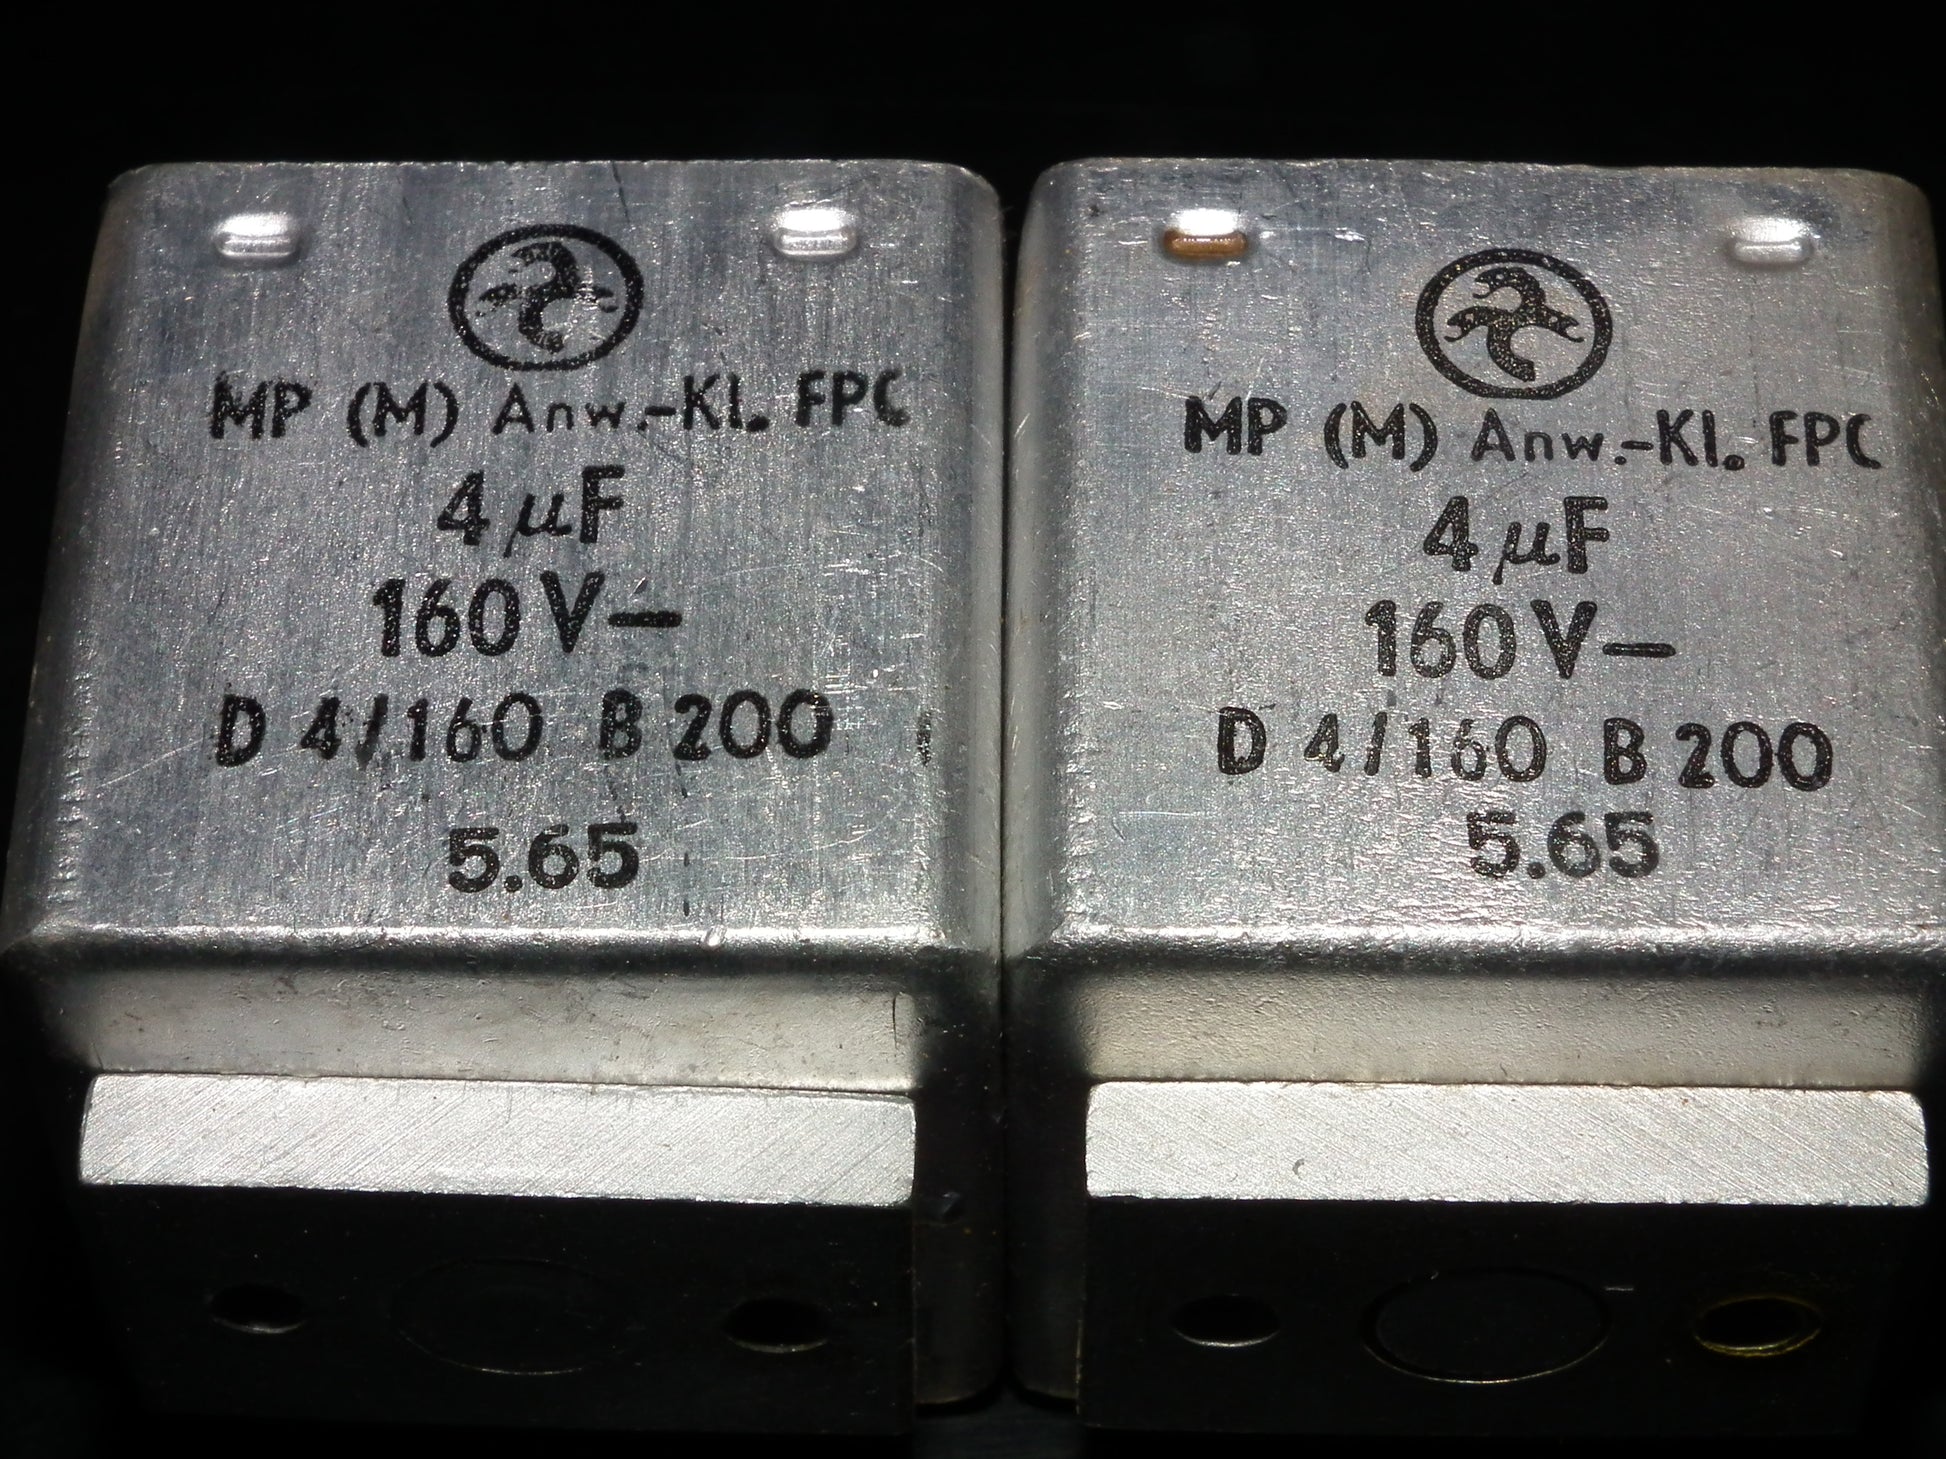 MP (M) Anw.-Kl. FPC
4 µF
160 V–
D 4/160 B 200
5.65
MP (M) Anw.-Kl. FPC
4 µF
160 V–
D 4/160 B 200
5.65